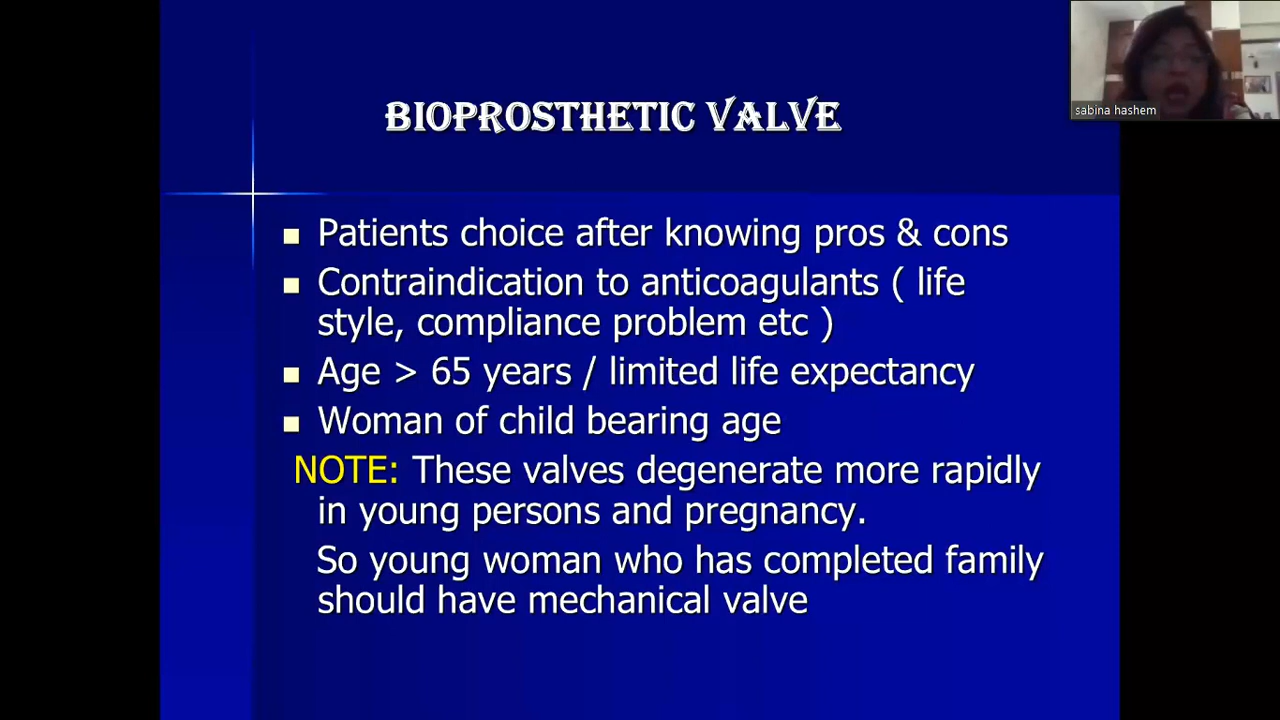 BIOPROSTHETIC VALVE
sabina hashem
Patients choice after knowing pros & cons
Contraindication to anticoagulants ( life
style, compliance problem etc )
Age > 65 years / limited life expectancy
Woman of child bearing age
NOTE: These valves degenerate more rapidly
in young persons and pregnancy.
So young woman who has completed family
should have mechanical valve